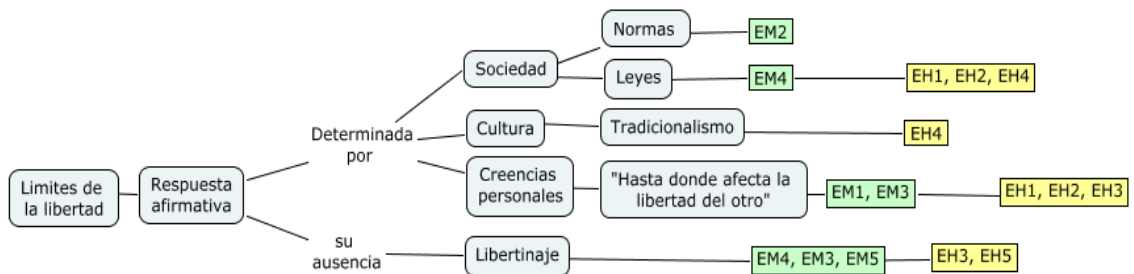 Normas
EM2
Sociedad
Leyes
EM4
EH1, EH2, EH4
Determinada
por
Cultura
Tradicionalismo
EH4
Limites de
la libertad
Respuesta
afirmativa
Creencias
personales
"Hasta donde afecta la
libertad del otro"
EM1, EM3
EH1, EH2, EH3
su
ausencia
Libertinaje
EM4, EM3, EM5
EH3, EH5